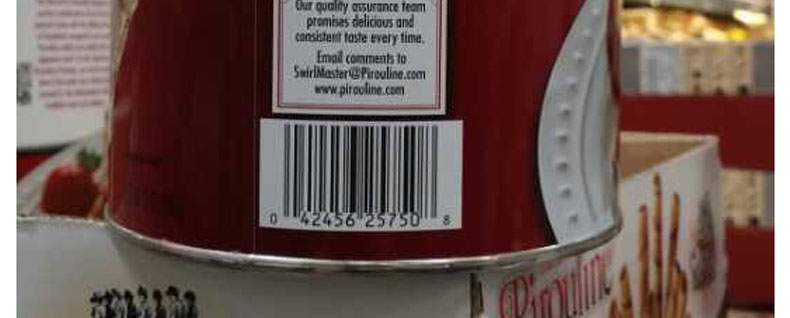 Our quality assurance team
promises delicious and
consistent taste every time.
Email comments to
SwirlMaster@Pirouline.com
www.pirouline.com
0 42456 25750 8
Pirouline